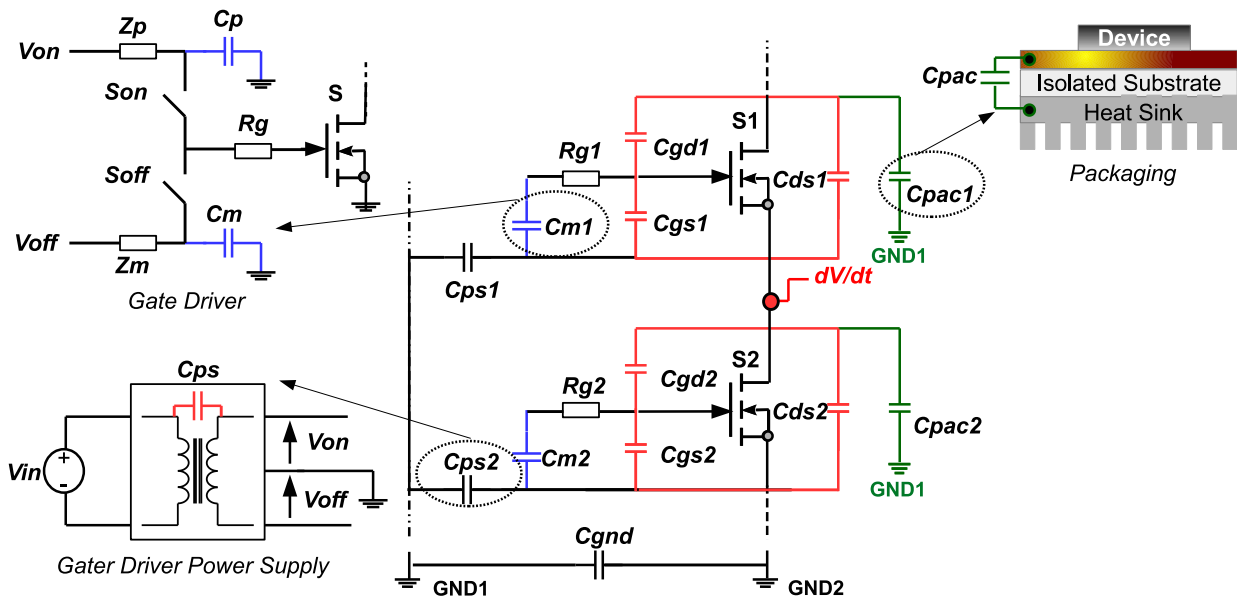 Zp
Cp
Von
Son
S
Rg
Soff
Cm
Voff
Zm
Gate Driver
Cps
Von
Vin
+
-
Voff
Gater Driver Power Supply
S1
Cgd1
Rg1
Cds1
Cm1
Cgs1
Cpac1
GND1
Cps1
dV/dt
S2
Cgd2
Rg2
Cds2
Cpac2
Cps2
Cm2
Cgs2
GND1
Cgnd
GND1
GND2
Device
Cpac
Isolated Substrate
Heat Sink
Packaging